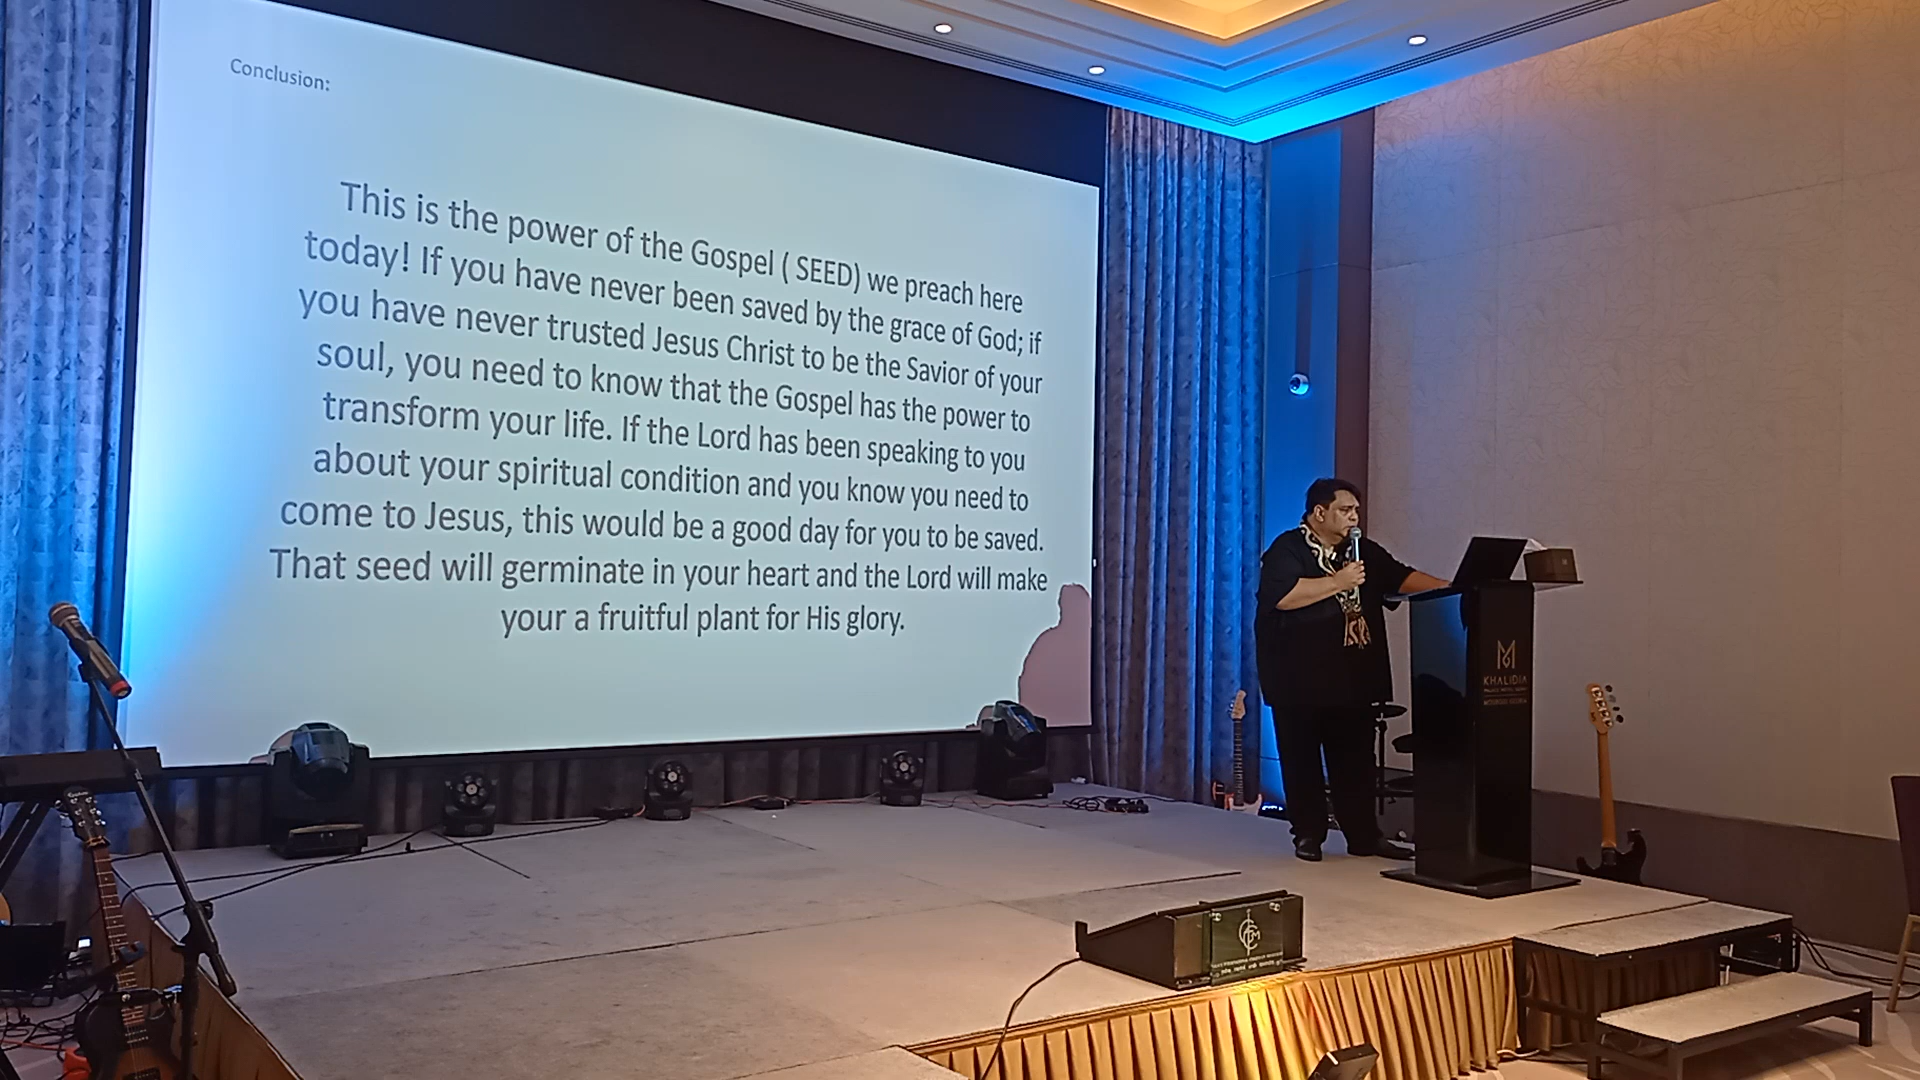 Conclusion:
This is the power of the Gospel ( SEED) we preach here
today! If you have never been saved by the grace of God; if
you have never trusted Jesus Christ to be the Savior of your
soul, you need to know that the Gospel has the power to
transform your life. If the Lord has been speaking to you
about your spiritual condition and you know you need to
come to Jesus, this would be a good day for you to be saved.
That seed will germinate in your heart and the Lord will make
your a fruitful plant for His glory.
KHALIDIA